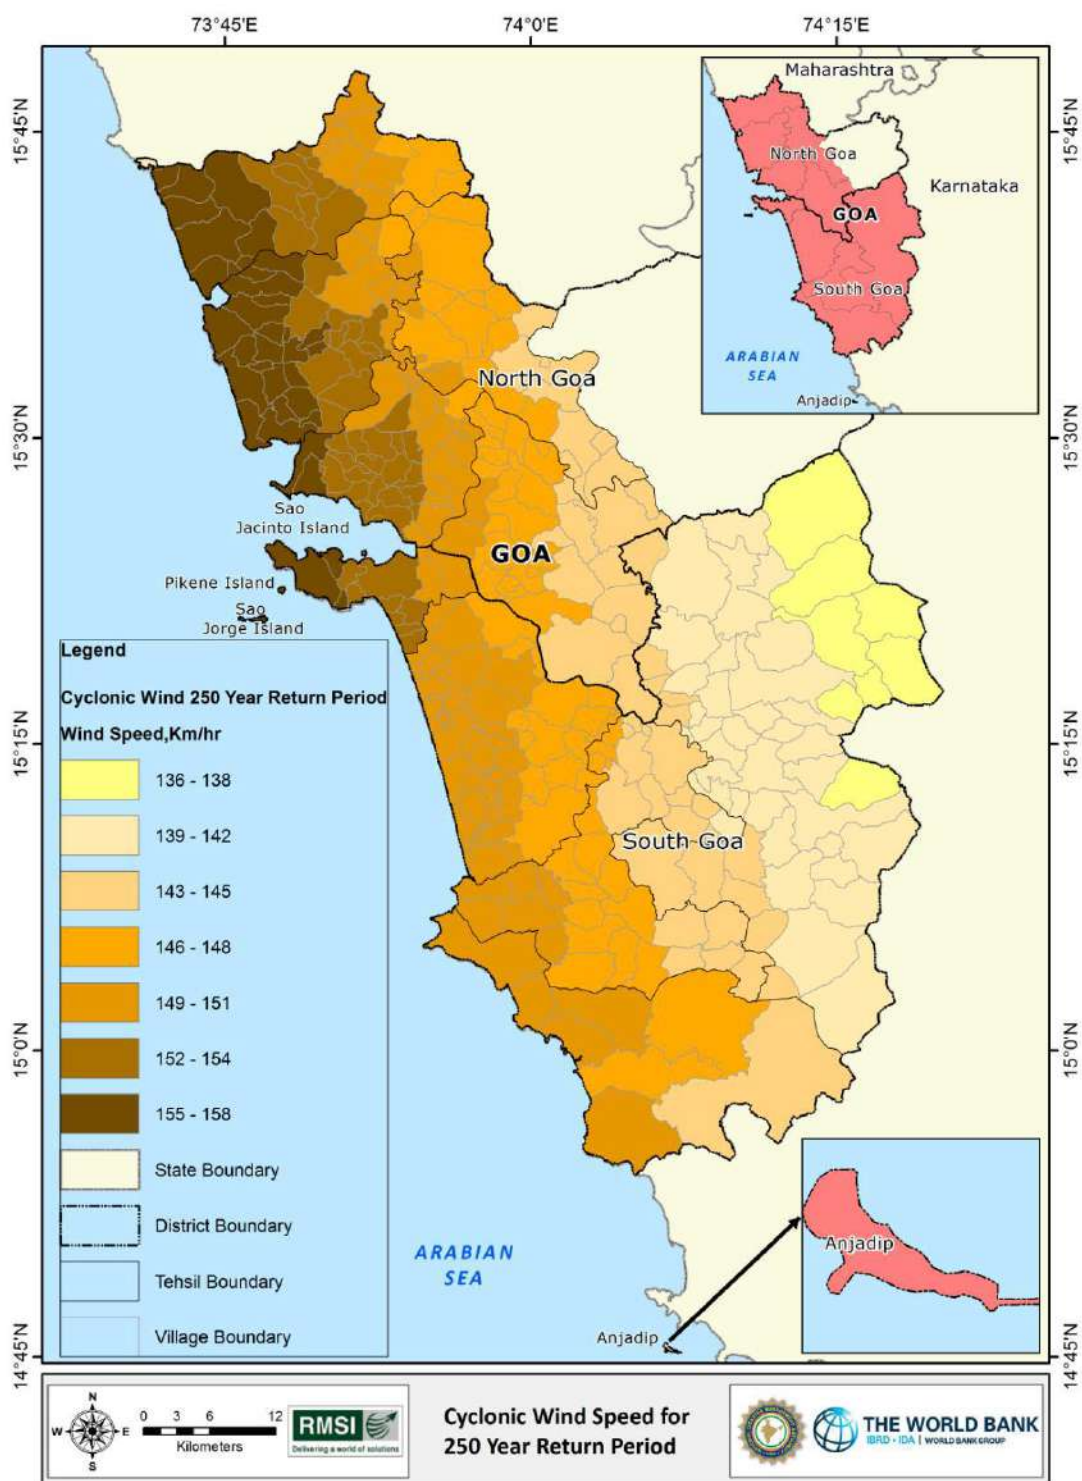 73°45'E
74°0'E
74°15'E
15°45'N
15°30'N
15°15'N
15°0'N
14°45'N
15°45'N
15°30'N
15°15'N
15°0'N
14°45'N
Maharashtra
North Goa
Karnataka
GOA
South Goa
ARABIAN
SEA
Anjadip
North Goa
GOA
Sao
Jacinto Island
Pikene Island
Sao
Jorge Island
South Goa
Legend
Cyclonic Wind 250 Year Return Period
Wind Speed,Km/hr
136 - 138
139 - 142
143 - 145
146 - 148
149 - 151
152 - 154
155 - 158
State Boundary
District Boundary
Tehsil Boundary
Village Boundary
ARABIAN
SEA
Anjadip
Anjadip
N
W E
S
0 3 6 12
Kilometers
RMSI
Delivering a world of solutions
Cyclonic Wind Speed for
250 Year Return Period
THE WORLD BANK
IBRD • IDA | WORLD BANK GROUP